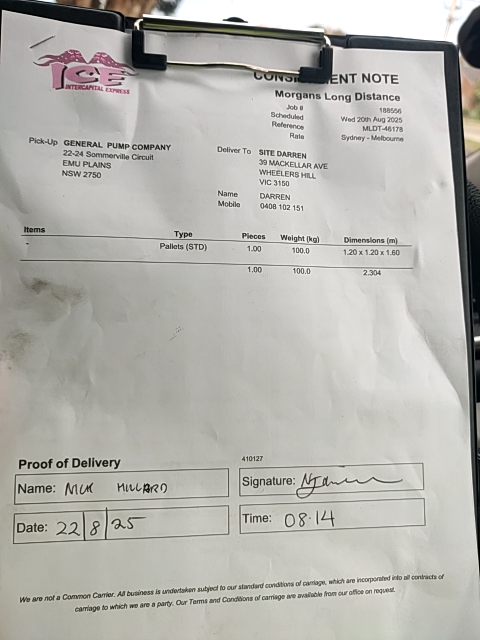 ICE
INTERCAPITAL EXPRESS
CONSIGNMENT NOTE
Morgans Long Distance
Job # 188556
Scheduled Wed 20th Aug 2025
Reference MLDT-46178
Rate Sydney - Melbourne
Pick-Up GENERAL PUMP COMPANY
22-24 Sommerville Circuit
EMU PLAINS
NSW 2750
Deliver To SITE DARREN
39 MACKELLAR AVE
WHEELERS HILL
VIC 3150
Name DARREN
Mobile 0408 102 151
Items Type Pieces Weight (kg) Dimensions (m)
- Pallets (STD) 1.00 100.0 1.20 x 1.20 x 1.60
1.00 100.0 2.304
Proof of Delivery
410127
Name: NICK HILLARD
Signature:
Date: 22/8/25
Time: 08:14
We are not a Common Carrier. All business is undertaken subject to our standard conditions of carriage, which are incorporated into all contracts of
carriage to which we are a party. Our Terms and Conditions of carriage are available from our office on request.